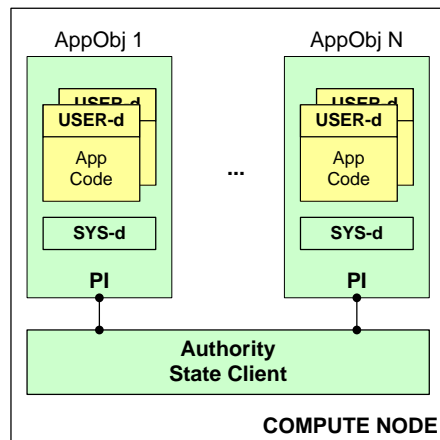 AppObj 1
USER-d
USER-d
App
Code
SYS-d
PI
...
AppObj N
USER-d
USER-d
App
Code
SYS-d
PI
Authority
State Client
COMPUTE NODE